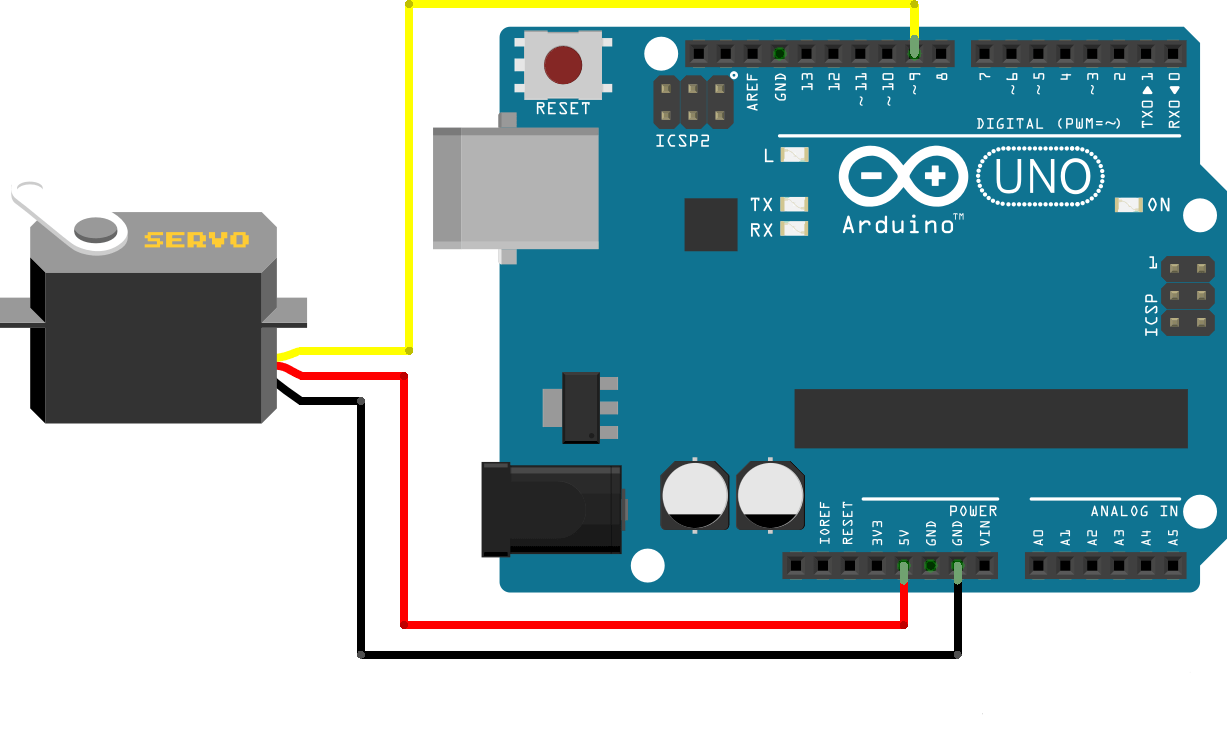 RESET
ICSP2
AREF
GND
13
12
~11
~10
~9
8
7
~6
~5
4
~3
2
TX0▶1
RX0◀0
DIGITAL (PWM=~)
L
TX
RX
Arduino™
UNO
ON
1
ICSP
SERVO
POWER
ANALOG IN
IOREF
RESET
3V3
5V
GND
GND
VIN
A0
A1
A2
A3
A4
A5